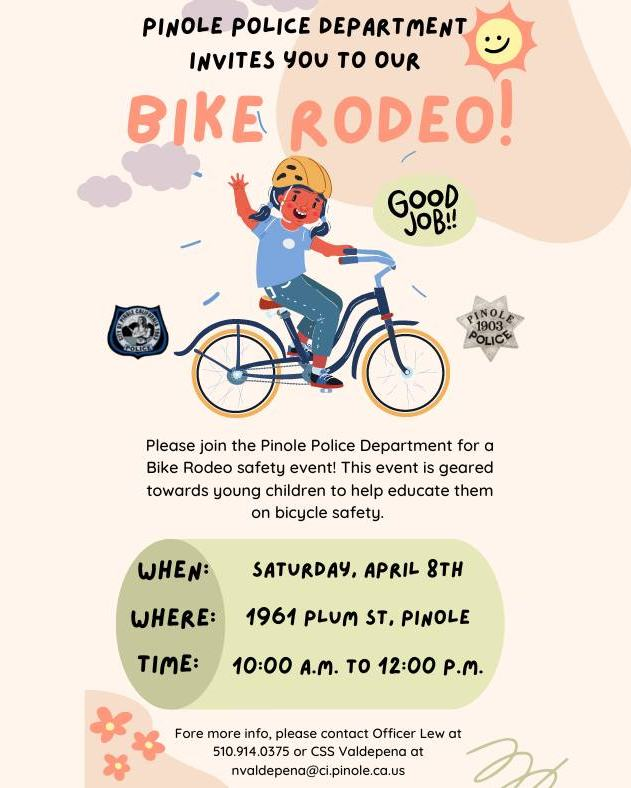 PINOLE POLICE DEPARTMENT
INVITES YOU TO OUR
BIKE RODEO!
GOOD
JOB!!
PINOLE
1903
POLICE
POLICE
Please join the Pinole Police Department for a
Bike Rodeo safety event! This event is geared
towards young children to help educate them
on bicycle safety.
WHEN: SATURDAY, APRIL 8TH
WHERE: 1961 PLUM ST, PINOLE
TIME: 10:00 A.M. TO 12:00 P.M.
Fore more info, please contact Officer Lew at
510.914.0375 or CSS Valdepena at
nvaldepena@ci.pinole.ca.us